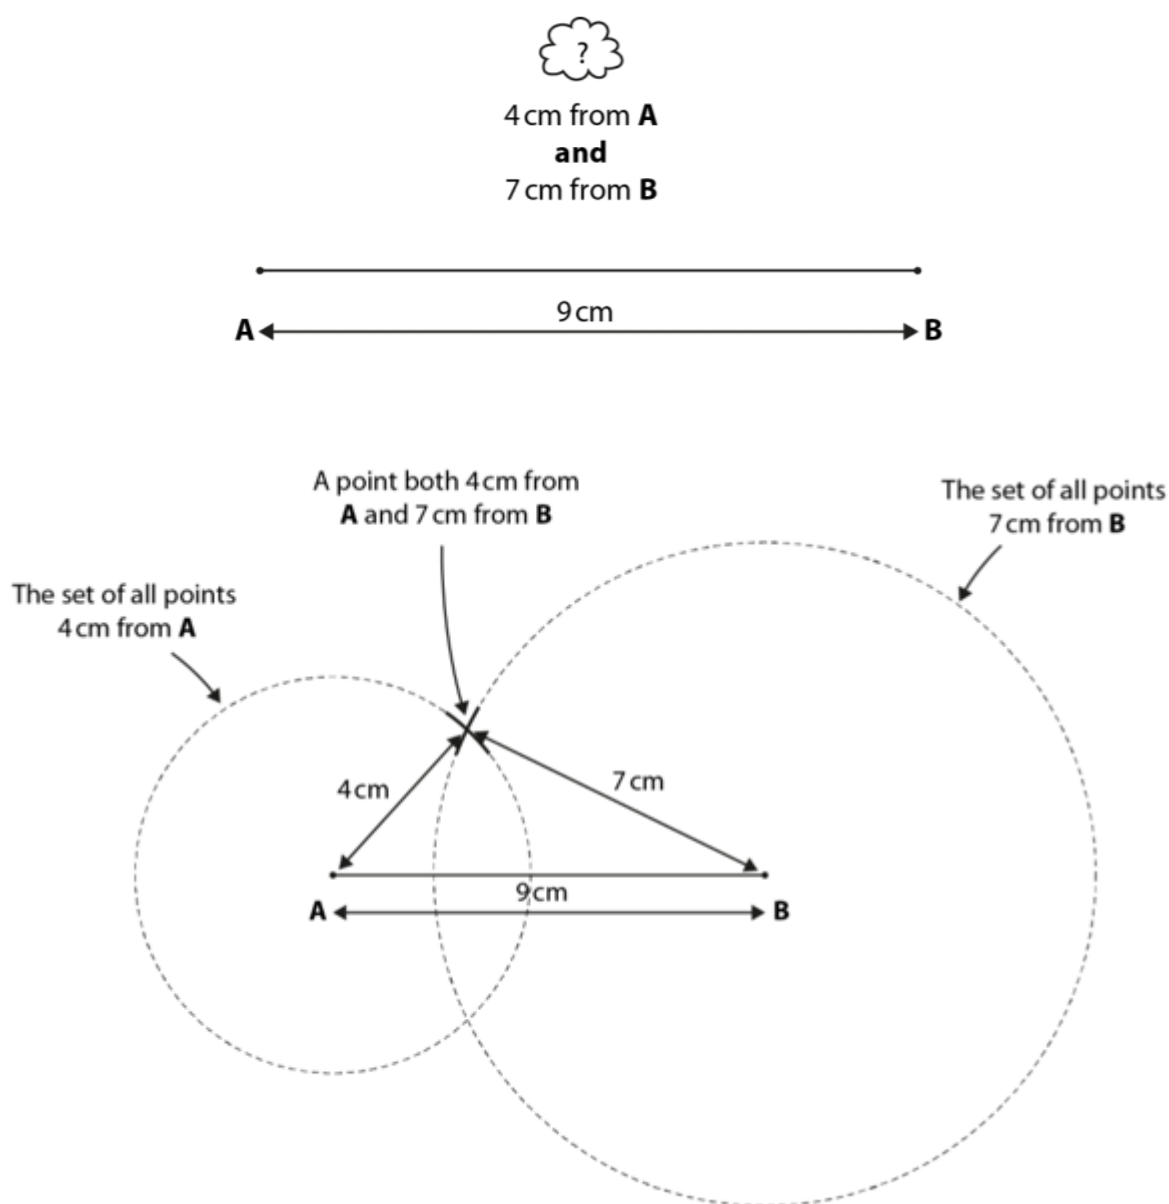 ?
4 cm from A
and
7 cm from B
9 cm
A B
A point both 4 cm from
A and 7 cm from B
The set of all points
7 cm from B
The set of all points
4 cm from A
4 cm
7 cm
9 cm
A B